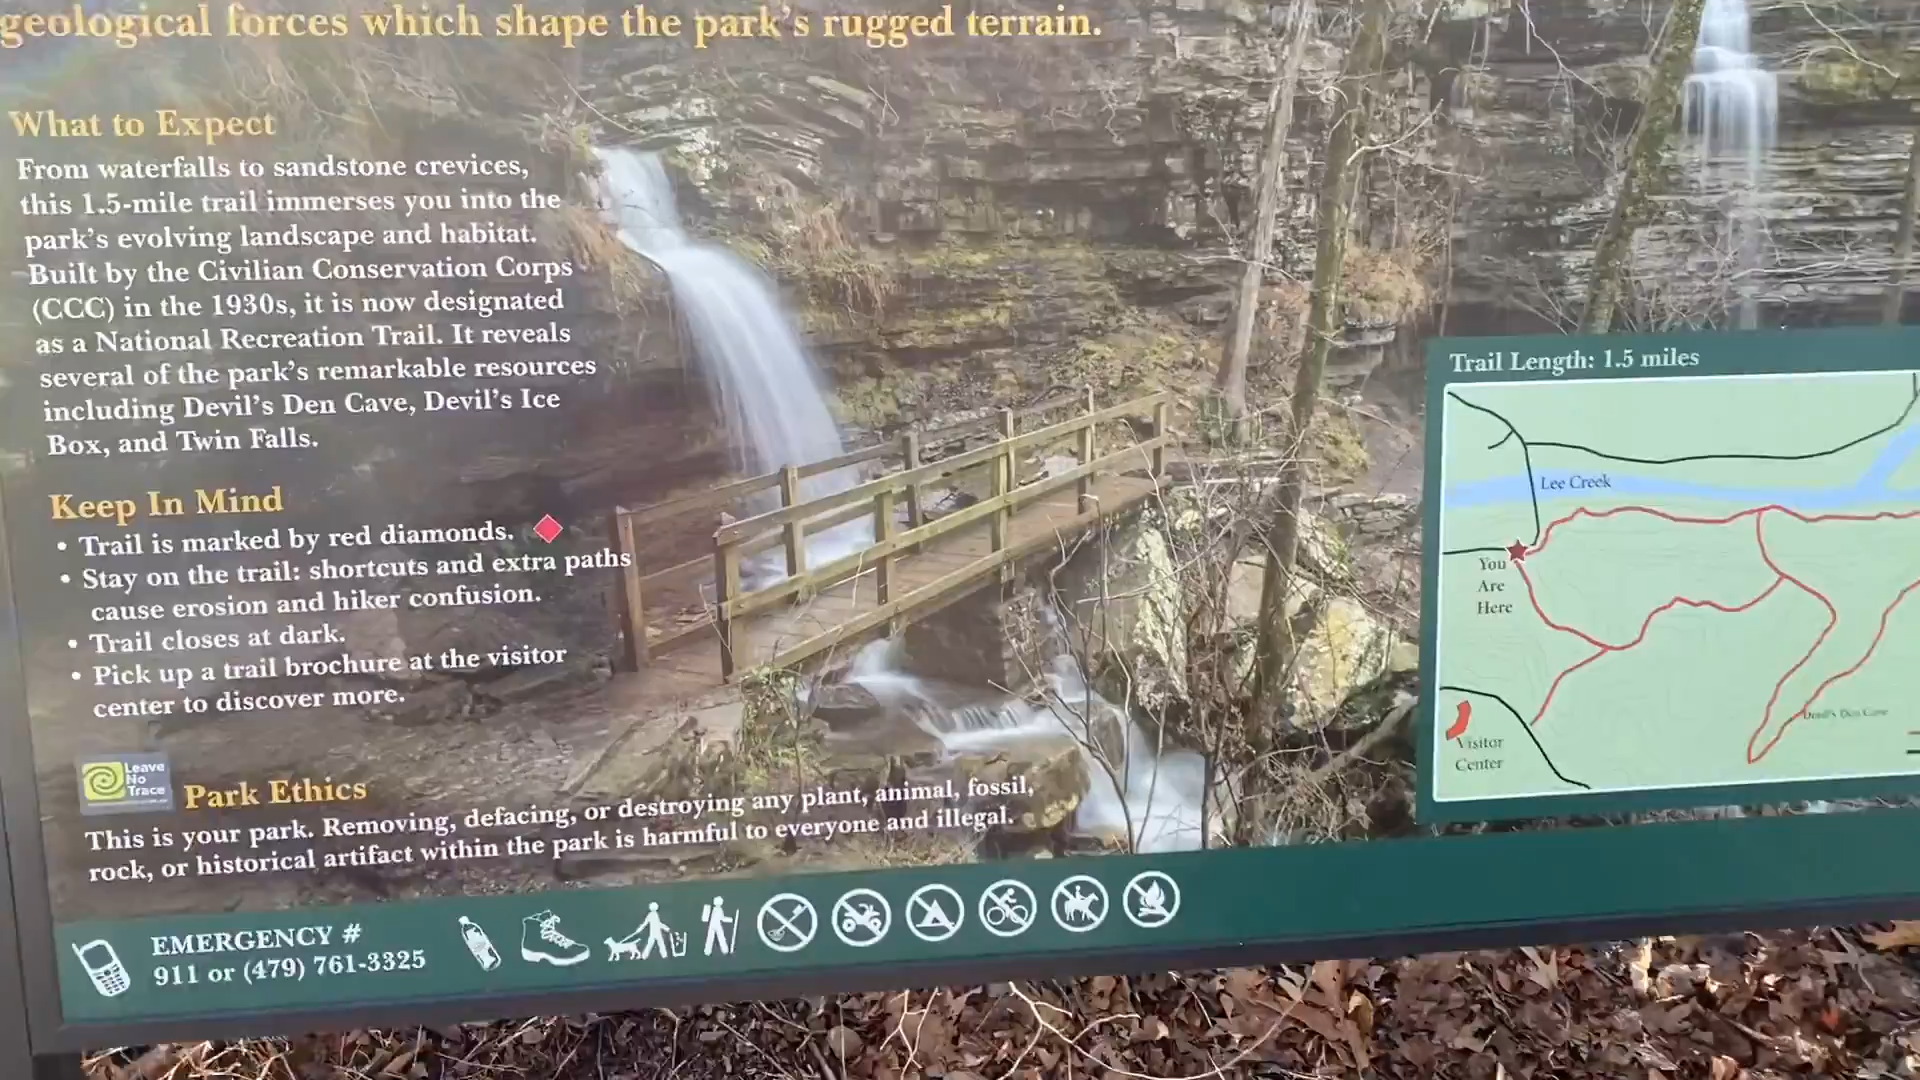 geological forces which shape the park's rugged terrain.
What to Expect
From waterfalls to sandstone crevices,
this 1.5-mile trail immerses you into the
park's evolving landscape and habitat.
Built by the Civilian Conservation Corps
(CCC) in the 1930s, it is now designated
as a National Recreation Trail. It reveals
several of the park's remarkable resources
including Devil's Den Cave, Devil's Ice
Box, and Twin Falls.
Keep In Mind
• Trail is marked by red diamonds.
• Stay on the trail: shortcuts and extra paths
cause erosion and hiker confusion.
• Trail closes at dark.
• Pick up a trail brochure at the visitor
center to discover more.
Leave
No
Trace
Park Ethics
This is your park. Removing, defacing, or destroying any plant, animal, fossil,
rock, or historical artifact within the park is harmful to everyone and illegal.
EMERGENCY #
911 or (479) 761-3325
Trail Length: 1.5 miles
Lee Creek
You
Are
Here
Devil's Den Cave
Visitor
Center